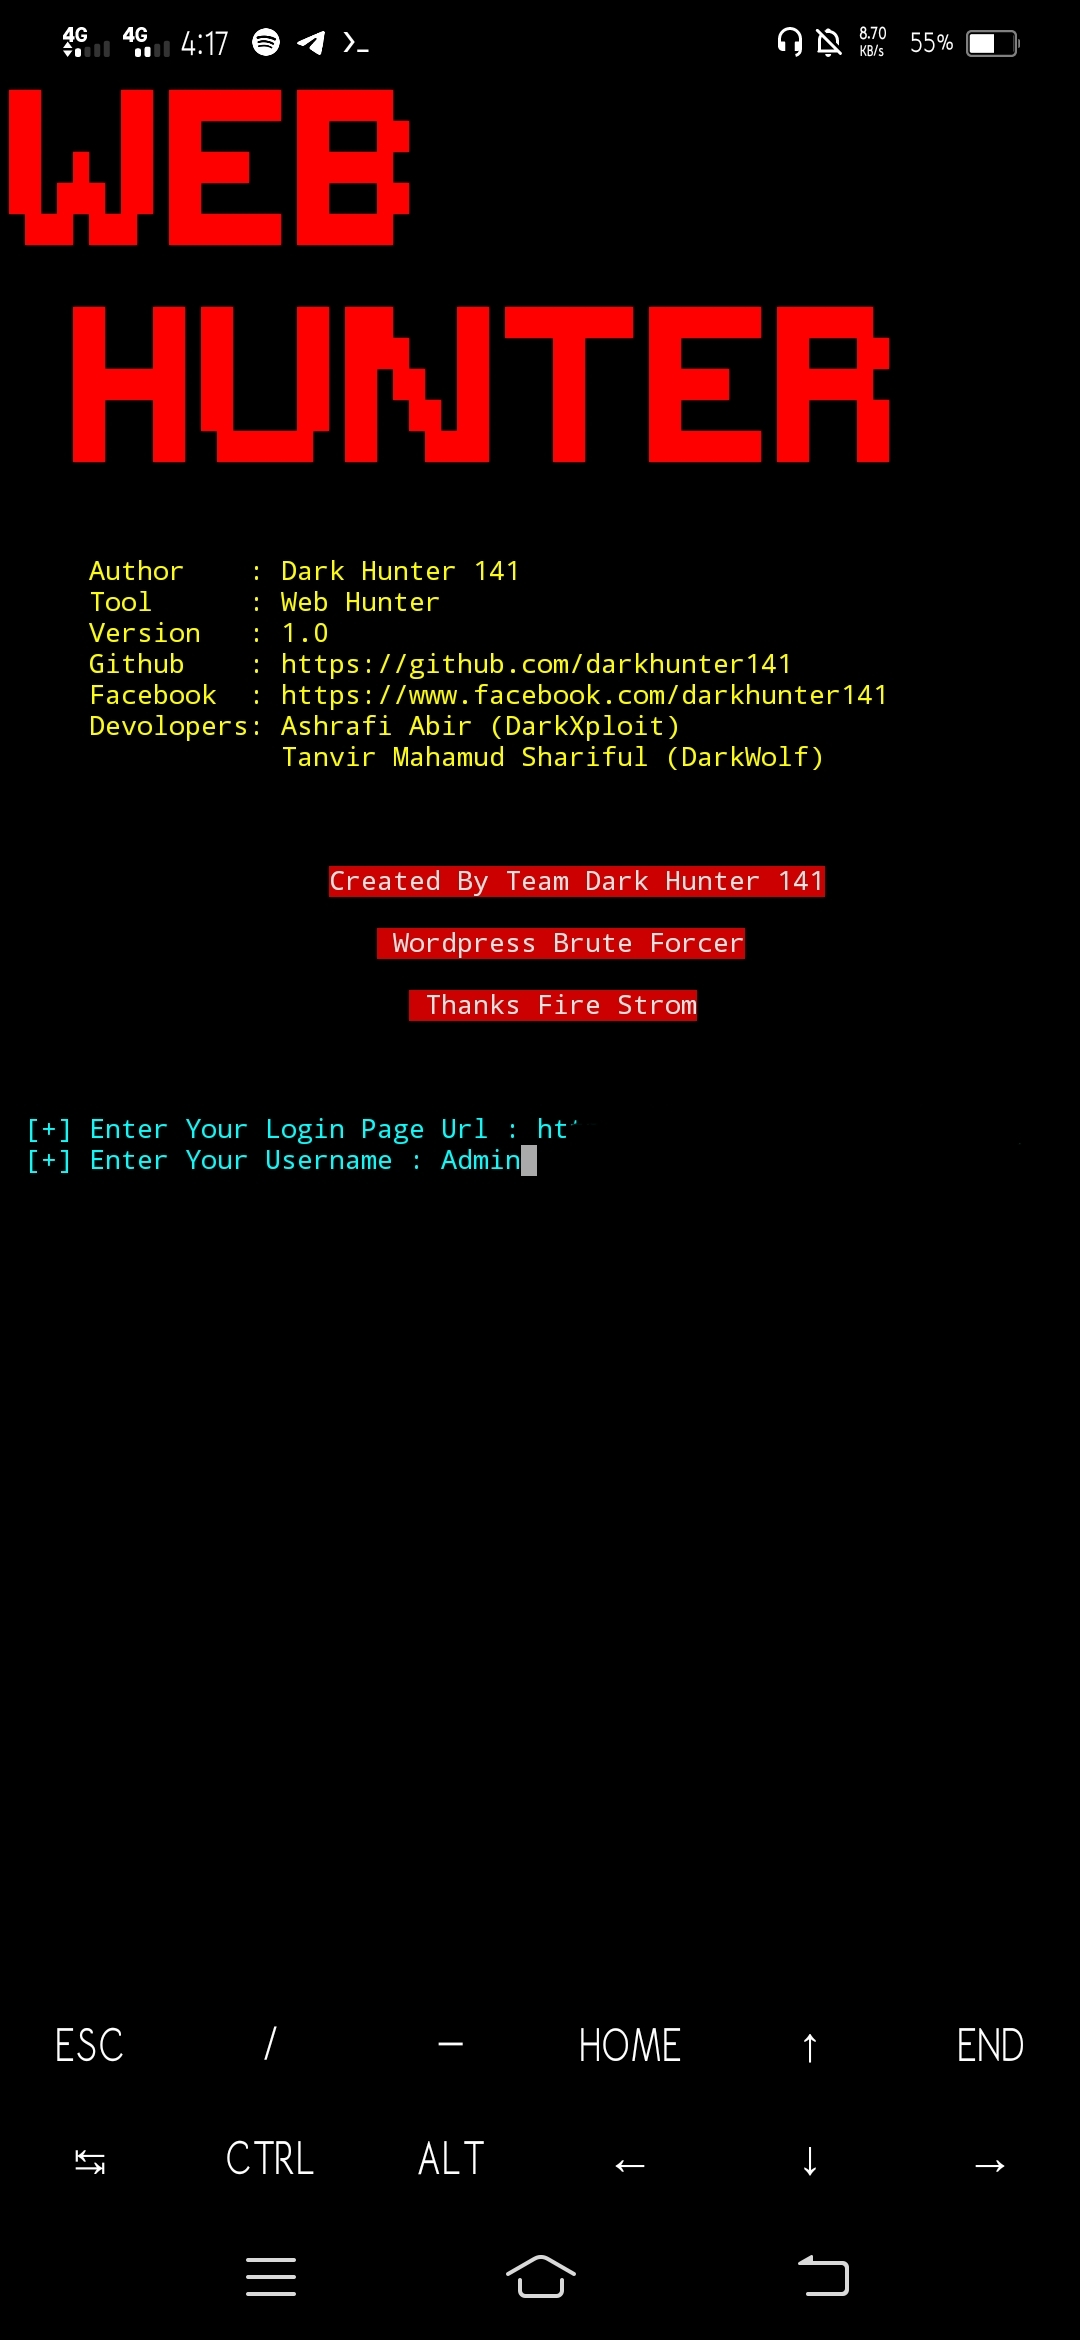 4G 4G 4:17 8.70 KB/s 55%
WEB
HUNTER
Author : Dark Hunter 141
Tool : Web Hunter
Version : 1.0
Github : https://github.com/darkhunter141
Facebook : https://www.facebook.com/darkhunter141
Devolopers: Ashrafi Abir (DarkXploit)
Tanvir Mahamud Shariful (DarkWolf)
Created By Team Dark Hunter 141
Wordpress Brute Forcer
Thanks Fire Strom
[+] Enter Your Login Page Url : ht
[+] Enter Your Username : Admin
ESC / — HOME ↑ END
↹ CTRL ALT ← ↓ →